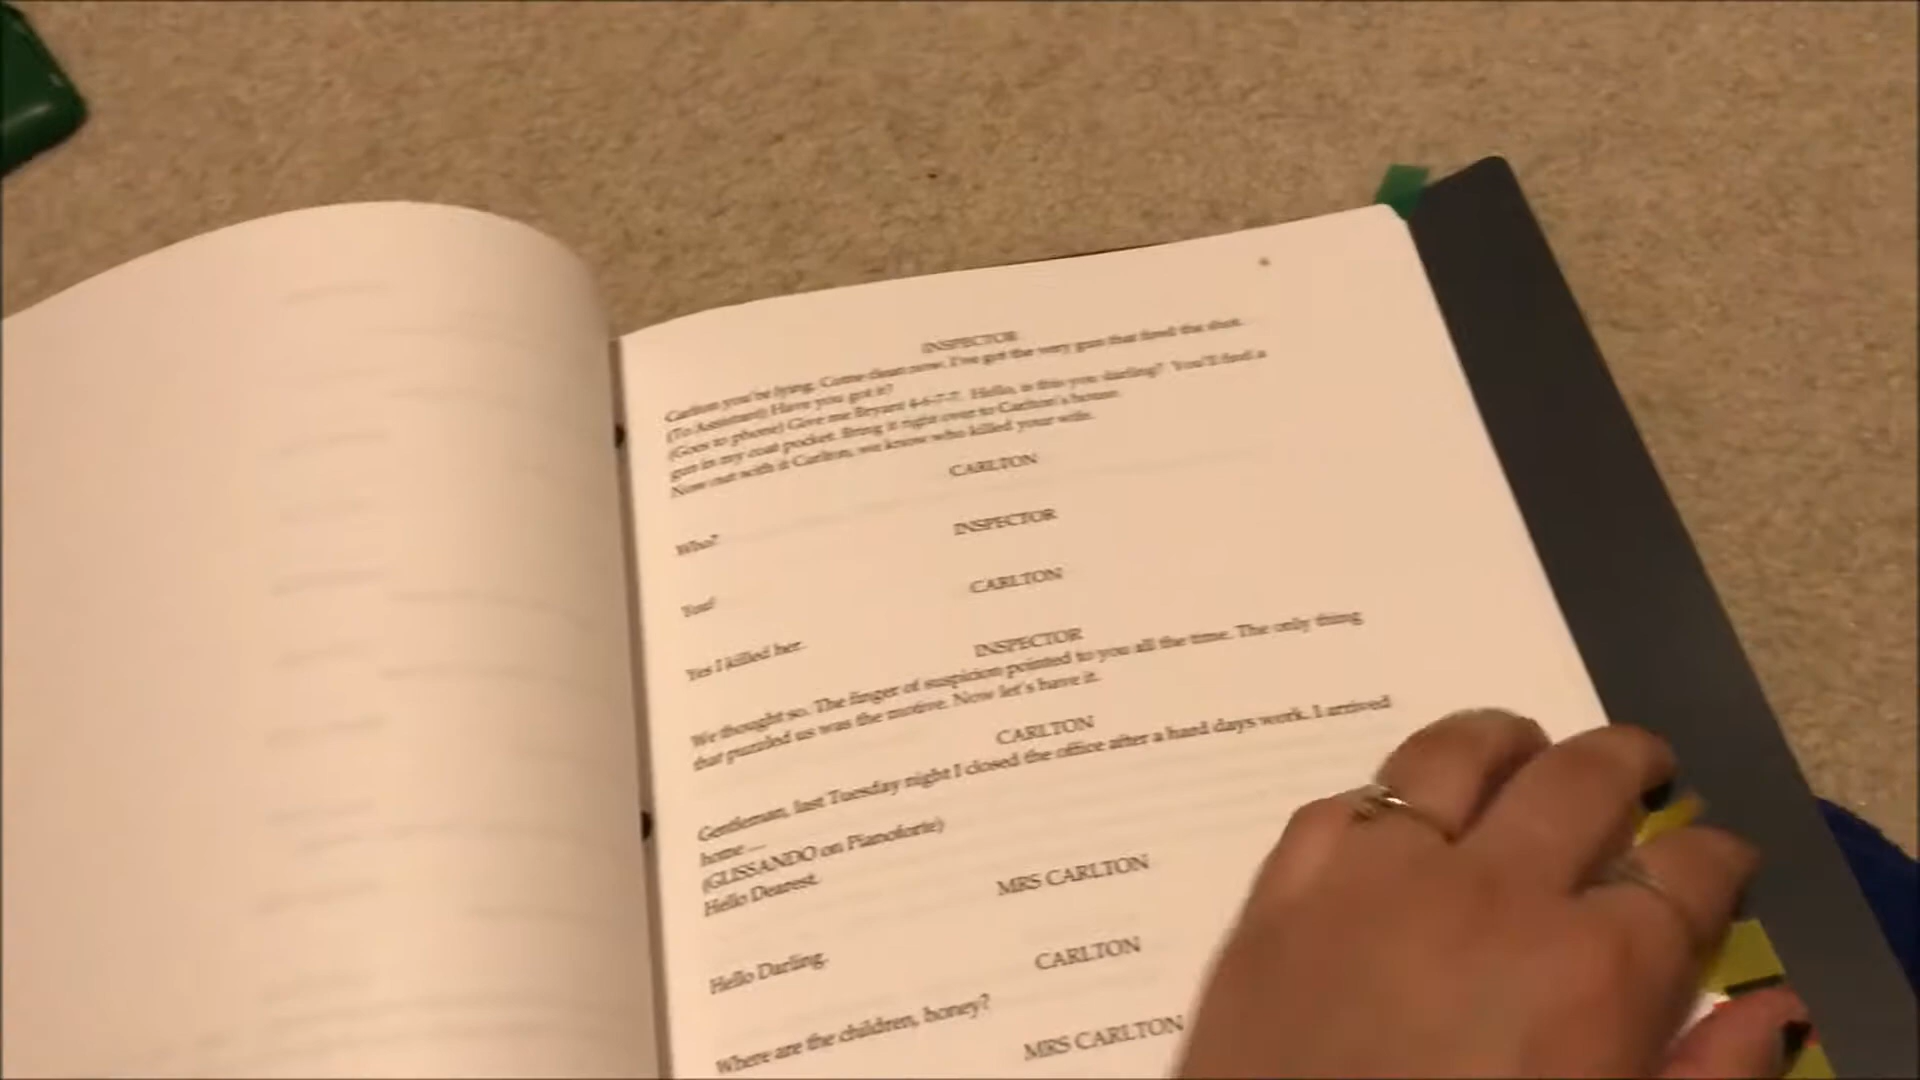 INSPECTOR
Carlton you're lying. Come clean now. I've got the very gun that fired the shot.
(To Assistant) Have you got it?
(Goes to phone) Give me Bryant 4-6-7-7. Hello, is this you darling? You'll find a
gun in my coat pocket. Bring it right over to Carlton's house.
Now out with it Carlton, we know who killed your wife.
CARLTON
Who?
INSPECTOR
You!
CARLTON
Yes I killed her.
INSPECTOR
We thought so. The finger of suspicion pointed to you all the time. The only thing
that puzzled us was the motive. Now let's have it.
CARLTON
Gentleman, last Tuesday night I closed the office after a hard days work. I arrived
home —
(GLISSANDO on Pianoforte)
Hello Dearest.
MRS CARLTON
Hello Darling.
CARLTON
Where are the children, honey?
MRS CARLTON